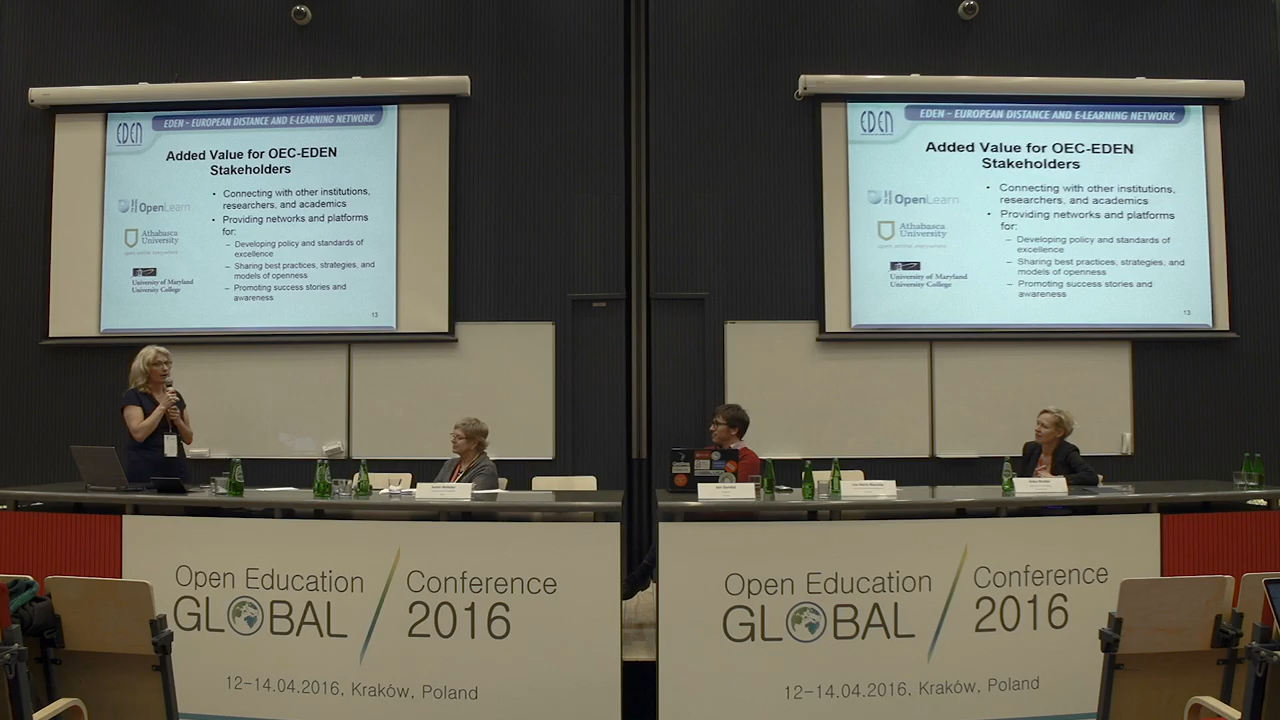 EDEN
EDEN - EUROPEAN DISTANCE AND E-LEARNING NETWORK
Added Value for OEC-EDEN
Stakeholders
• Connecting with other institutions,
researchers, and academics
• Providing networks and platforms
for:
– Developing policy and standards of
excellence
– Sharing best practices, strategies, and
models of openness
– Promoting success stories and
awareness
OpenLearn
Athabasca
University
University of Maryland
University College
13
EDEN
EDEN - EUROPEAN DISTANCE AND E-LEARNING NETWORK
Added Value for OEC-EDEN
Stakeholders
• Connecting with other institutions,
researchers, and academics
• Providing networks and platforms
for:
– Developing policy and standards of
excellence
– Sharing best practices, strategies, and
models of openness
– Promoting success stories and
awareness
OpenLearn
Athabasca
University
University of Maryland
University College
13
Open Education
GLOBAL
Conference
2016
12-14.04.2016, Kraków, Poland
Open Education
GLOBAL
Conference
2016
12-14.04.2016, Kraków, Poland